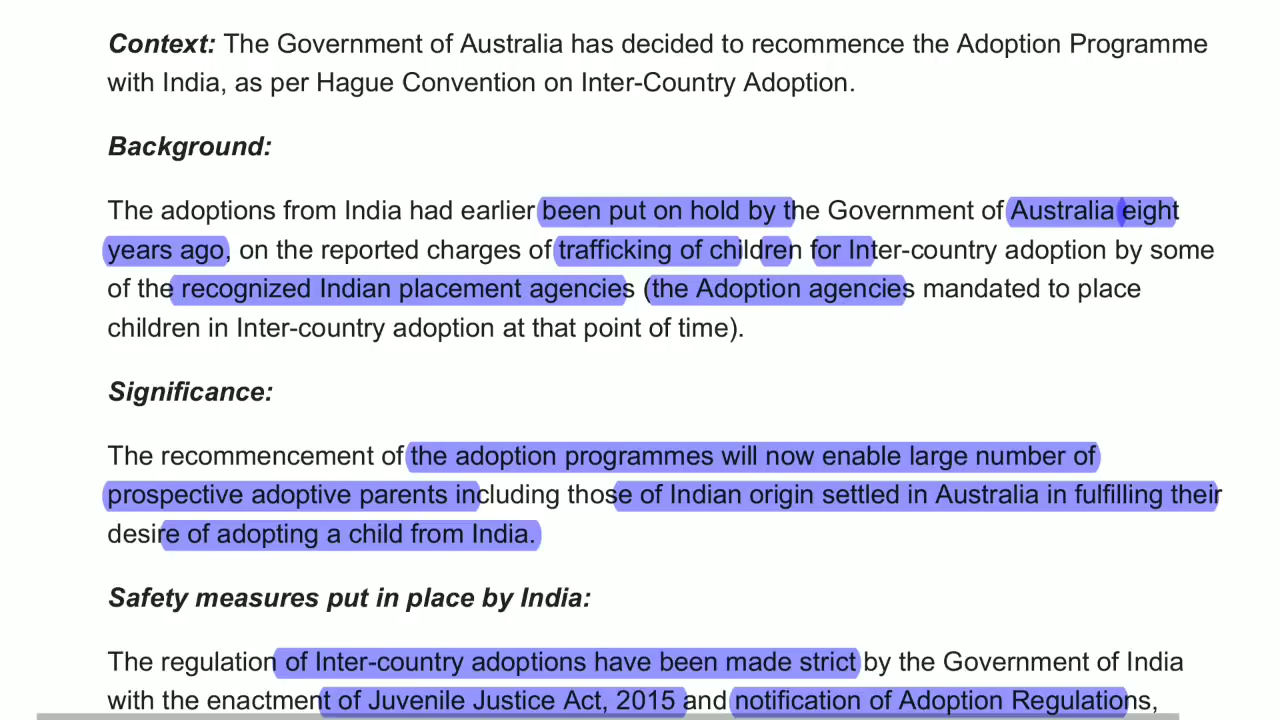 Context: The Government of Australia has decided to recommence the Adoption Programme
with India, as per Hague Convention on Inter-Country Adoption.
Background:
The adoptions from India had earlier been put on hold by the Government of Australia eight
years ago, on the reported charges of trafficking of children for Inter-country adoption by some
of the recognized Indian placement agencies (the Adoption agencies mandated to place
children in Inter-country adoption at that point of time).
Significance:
The recommencement of the adoption programmes will now enable large number of
prospective adoptive parents including those of Indian origin settled in Australia in fulfilling their
desire of adopting a child from India.
Safety measures put in place by India:
The regulation of Inter-country adoptions have been made strict by the Government of India
with the enactment of Juvenile Justice Act, 2015 and notification of Adoption Regulations,